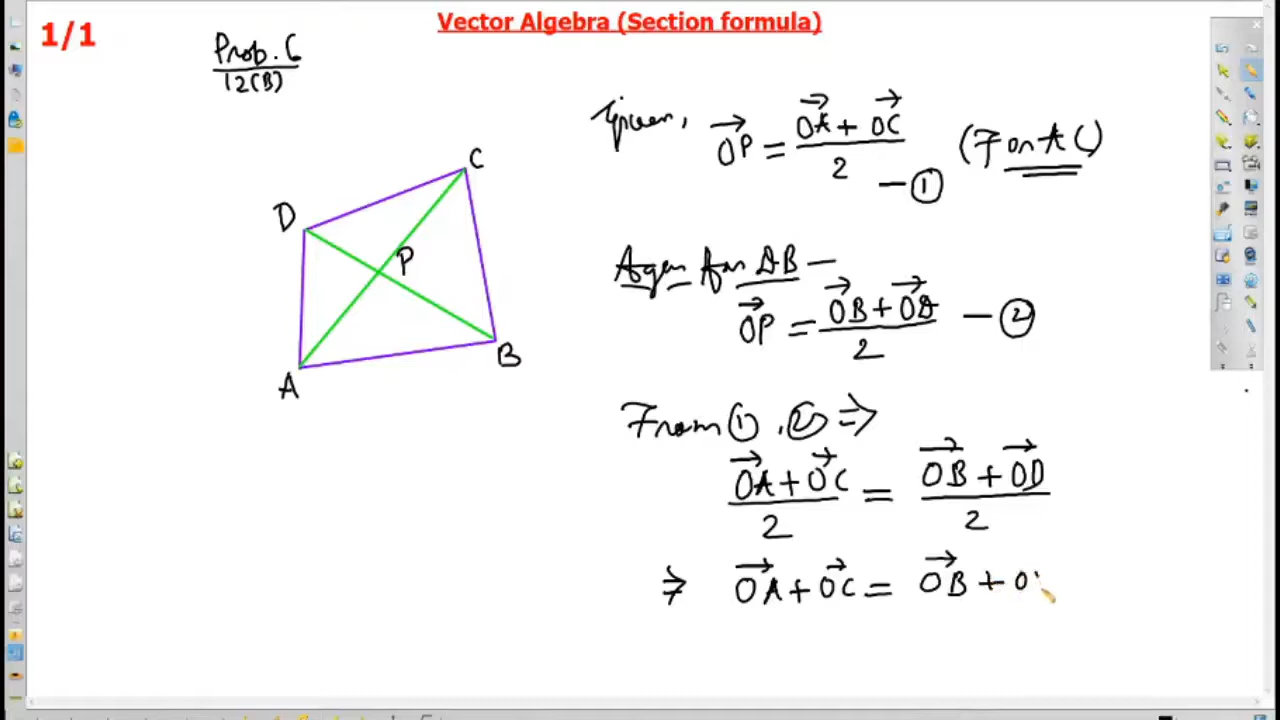 Vector Algebra (Section formula)
1/1
Prob. 6
12(B)
C
D
P
B
A
Given, OP→ = (OA→ + OC→)/2 — ① (For AC)
Again for DB —
OP→ = (OB→ + OD→)/2 — ②
From ①, ② ⇒
(OA→ + OC→)/2 = (OB→ + OD→)/2
⇒ OA→ + OC→ = OB→ + O